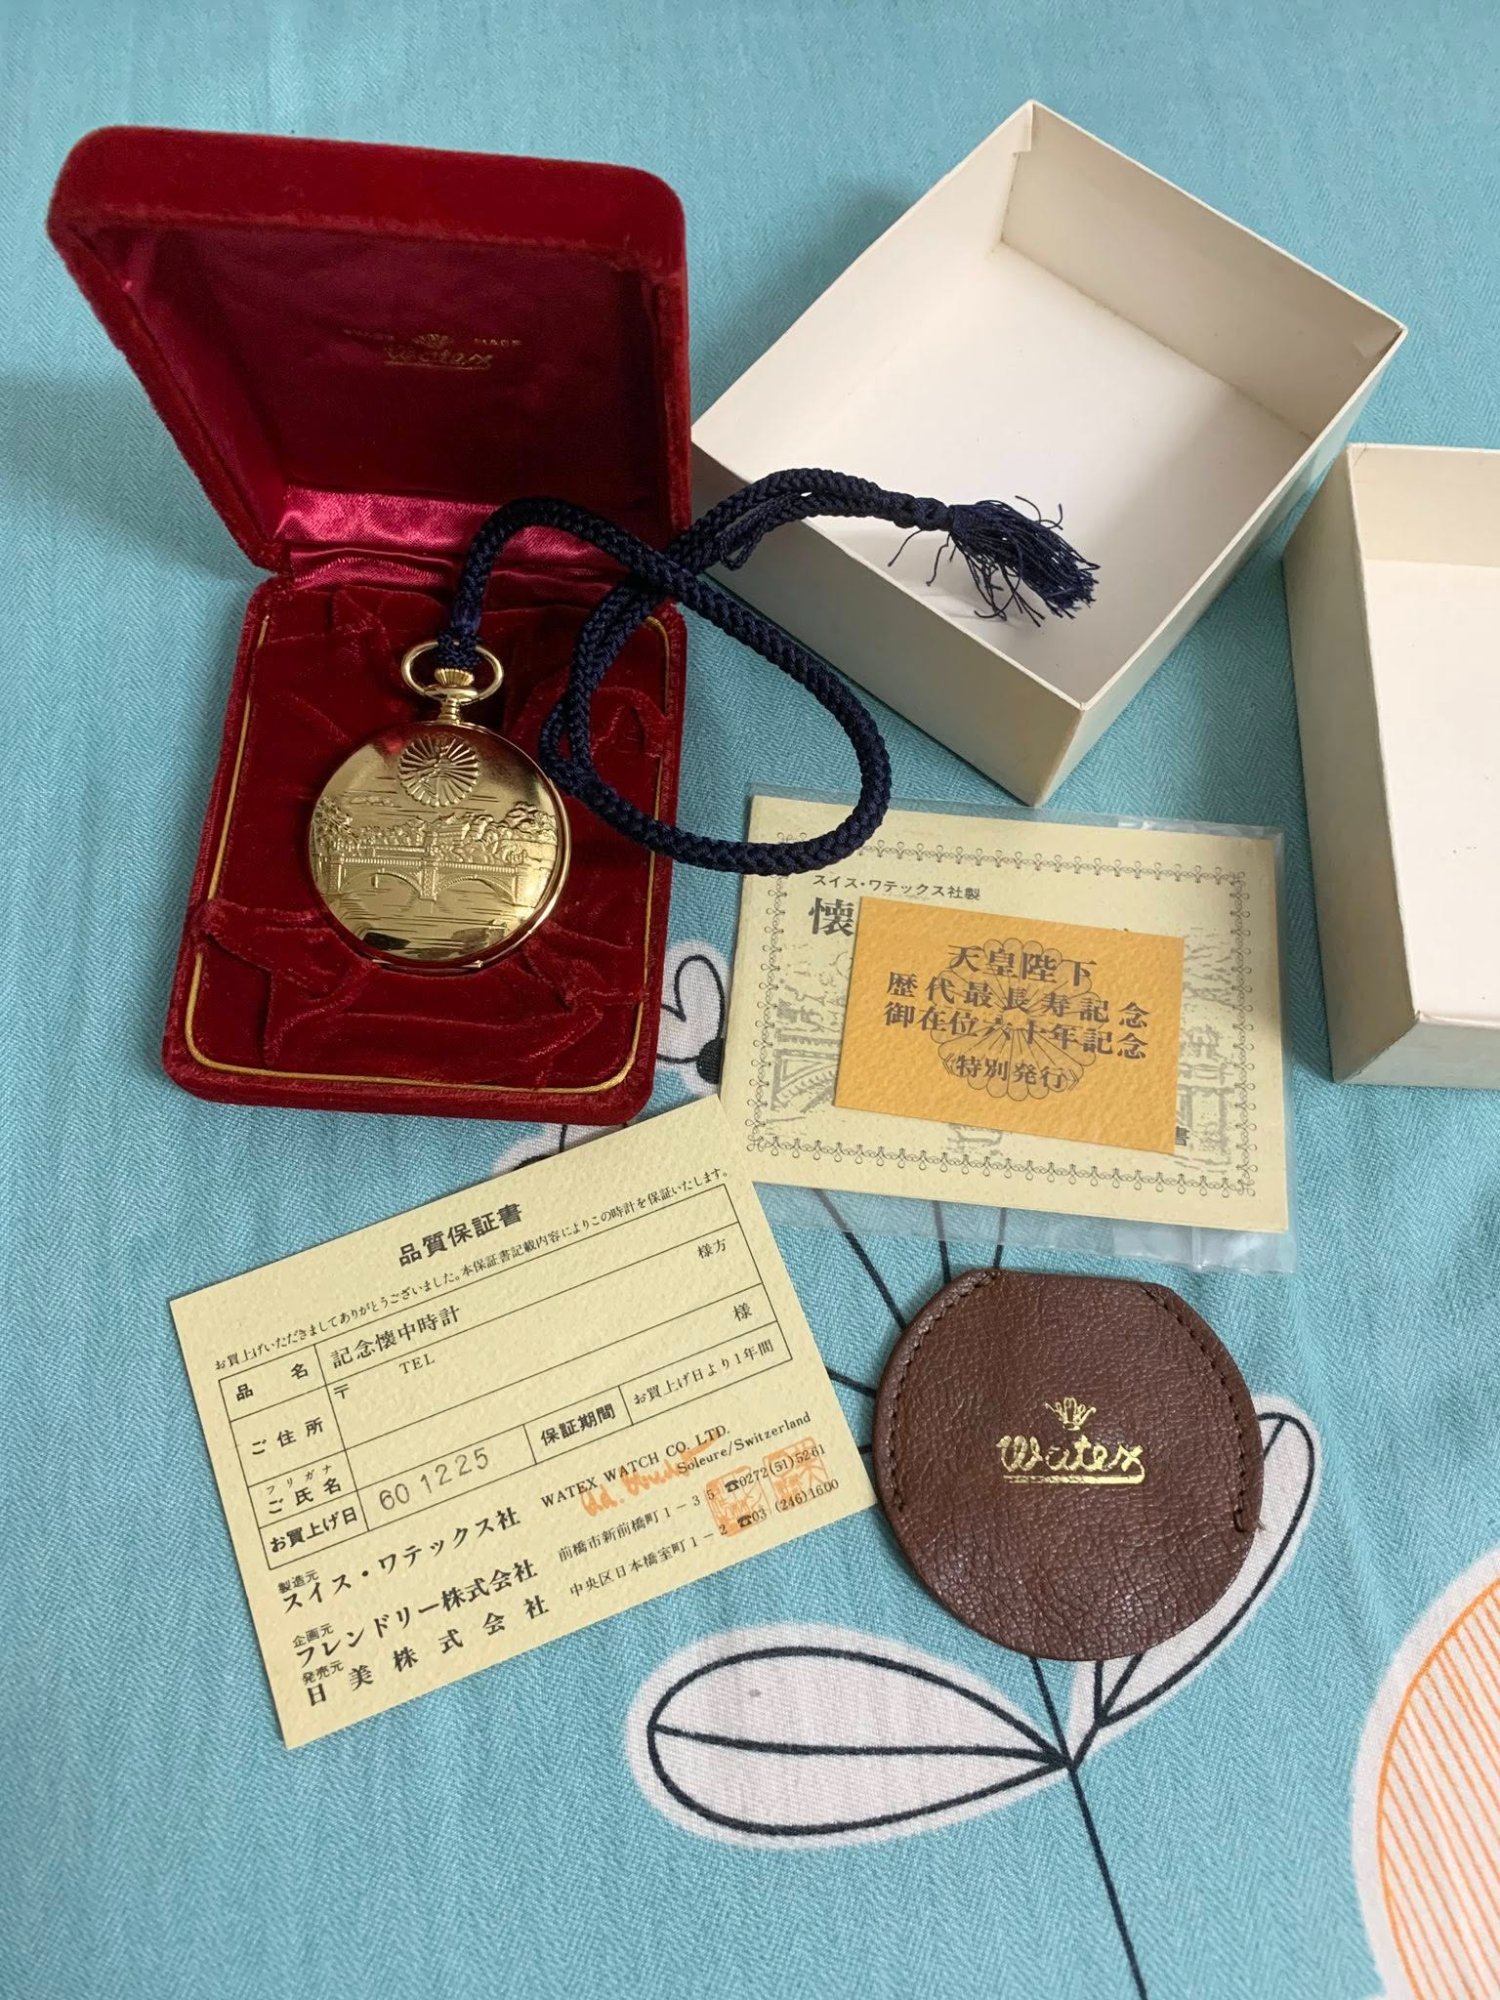 SWISS MADE
Watex
スイス・ワテックス社製
懐
天皇陛下
歴代最長寿記念
御在位六十年記念
《特別発行》
書
品質保証書
お買上げいただきましてありがとうございました。本保証書記載内容によりこの時計を保証いたします。
品名 記念懐中時計 様方
ご住所 〒 TEL
フリガナ
ご氏名 様
お買上げ日 60 1225 保証期間 お買上げ日より1年間
製造元
スイス・ワテックス社 WATEX WATCH CO. LTD.
Soleure/Switzerland
企画元
フレンドリー株式会社 前橋市新前橋町1-35 ☎0272(51)5261
発売元
日美株式会社 中央区日本橋室町1-2 ☎03(246)1600
Watex